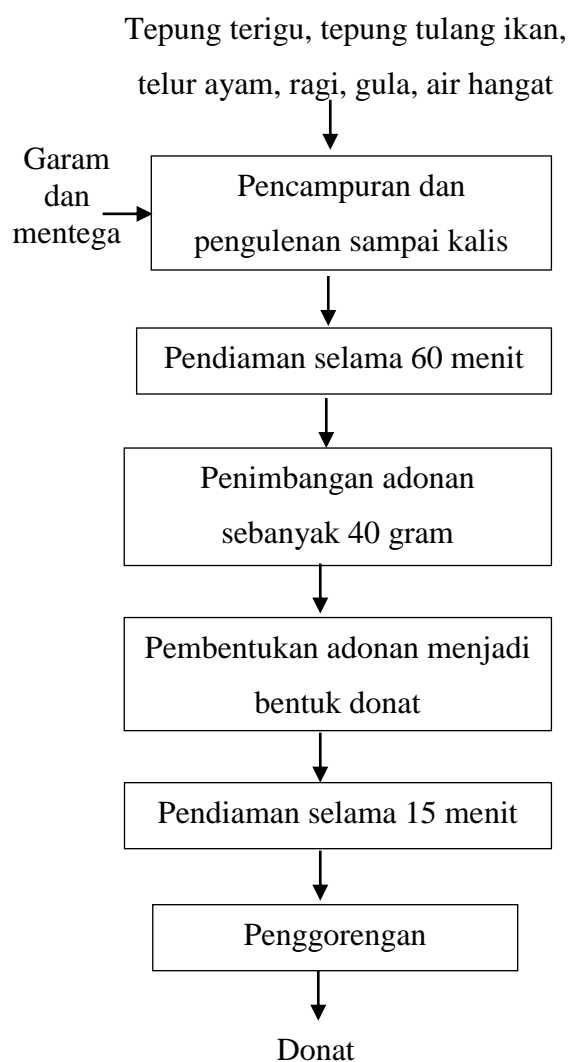 Tepung terigu, tepung tulang ikan,
telur ayam, ragi, gula, air hangat
Garam
dan
mentega
Pencampuran dan
pengulenan sampai kalis
Pendiaman selama 60 menit
Penimbangan adonan
sebanyak 40 gram
Pembentukan adonan menjadi
bentuk donat
Pendiaman selama 15 menit
Penggorengan
Donat